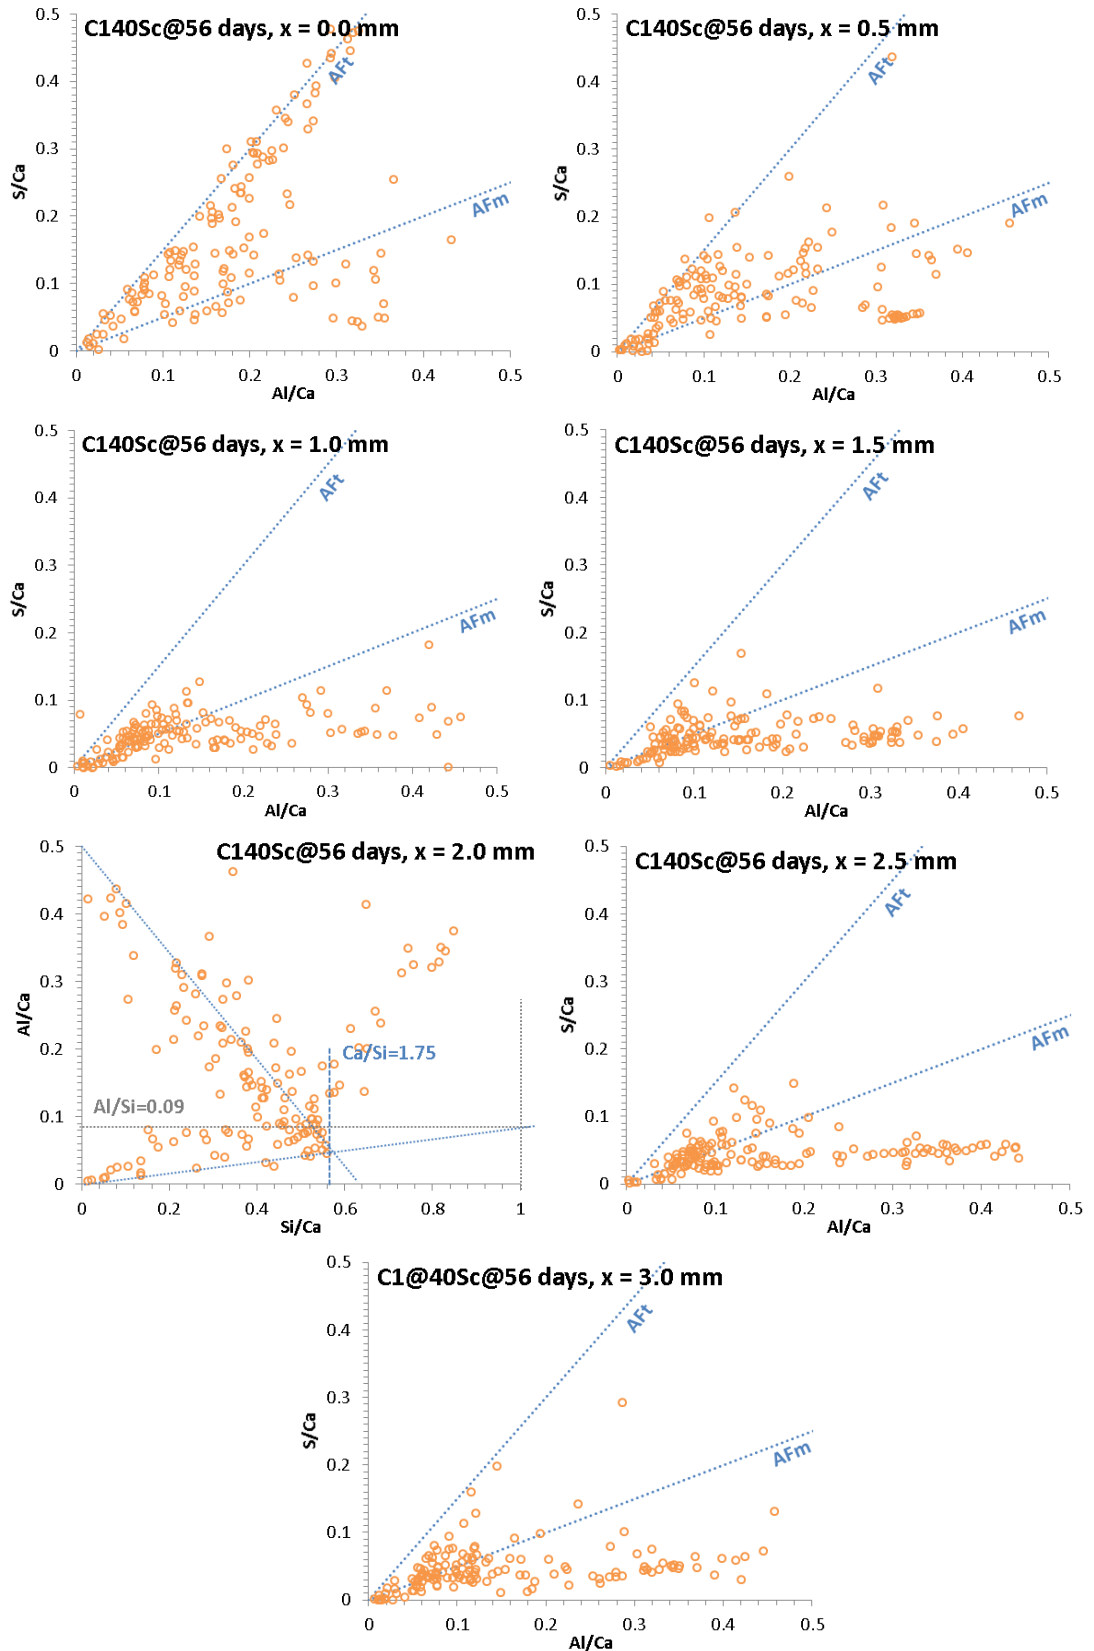 C140Sc@56 days, x = 0.0 mm
0.5
0.4
0.3
0.2
0.1
0
S/Ca
AFt
AFm
0
0.1
0.2
0.3
0.4
0.5
Al/Ca
C140Sc@56 days, x = 0.5 mm
0.5
0.4
0.3
0.2
0.1
0
S/Ca
AFt
AFm
0
0.1
0.2
0.3
0.4
0.5
Al/Ca
C140Sc@56 days, x = 1.0 mm
0.5
0.4
0.3
0.2
0.1
0
S/Ca
AFt
AFm
0
0.1
0.2
0.3
0.4
0.5
Al/Ca
C140Sc@56 days, x = 1.5 mm
0.5
0.4
0.3
0.2
0.1
0
S/Ca
AFt
AFm
0
0.1
0.2
0.3
0.4
0.5
Al/Ca
C140Sc@56 days, x = 2.0 mm
0.5
0.4
0.3
0.2
0.1
0
Al/Ca
Ca/Si=1.75
Al/Si=0.09
0
0.2
0.4
0.6
0.8
1
Si/Ca
C140Sc@56 days, x = 2.5 mm
0.5
0.4
0.3
0.2
0.1
0
S/Ca
AFt
AFm
0
0.1
0.2
0.3
0.4
0.5
Al/Ca
C1@40Sc@56 days, x = 3.0 mm
0.5
0.4
0.3
0.2
0.1
0
S/Ca
AFt
AFm
0
0.1
0.2
0.3
0.4
0.5
Al/Ca